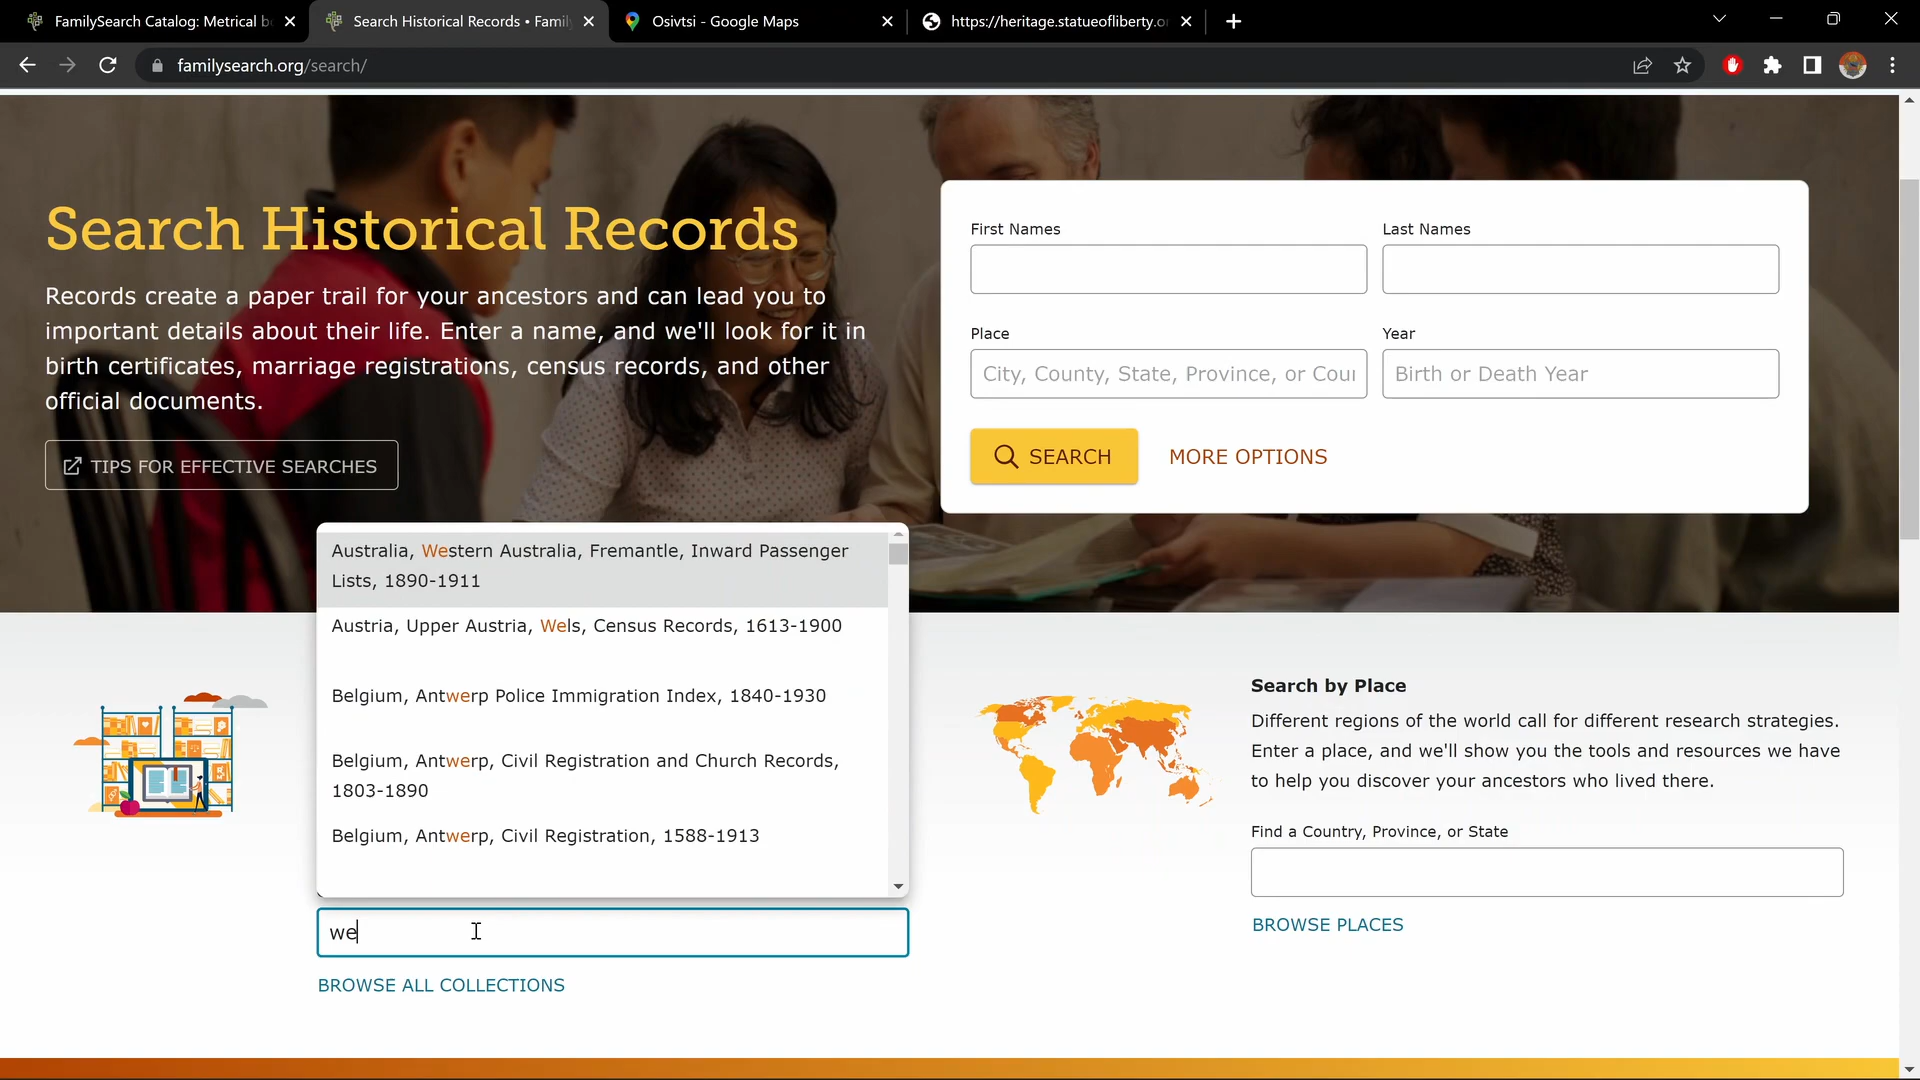 FamilySearch Catalog: Metrical b
Search Historical Records • Family
Osivtsi - Google Maps
https://heritage.statueofliberty.or
familysearch.org/search/
Search Historical Records
Records create a paper trail for your ancestors and can lead you to
important details about their life. Enter a name, and we'll look for it in
birth certificates, marriage registrations, census records, and other
official documents.
TIPS FOR EFFECTIVE SEARCHES
First Names
Last Names
Place
Year
City, County, State, Province, or Coun
Birth or Death Year
SEARCH
MORE OPTIONS
Australia, Western Australia, Fremantle, Inward Passenger
Lists, 1890-1911
Austria, Upper Austria, Wels, Census Records, 1613-1900
Belgium, Antwerp Police Immigration Index, 1840-1930
Belgium, Antwerp, Civil Registration and Church Records,
1803-1890
Belgium, Antwerp, Civil Registration, 1588-1913
we
BROWSE ALL COLLECTIONS
Search by Place
Different regions of the world call for different research strategies.
Enter a place, and we'll show you the tools and resources we have
to help you discover your ancestors who lived there.
Find a Country, Province, or State
BROWSE PLACES